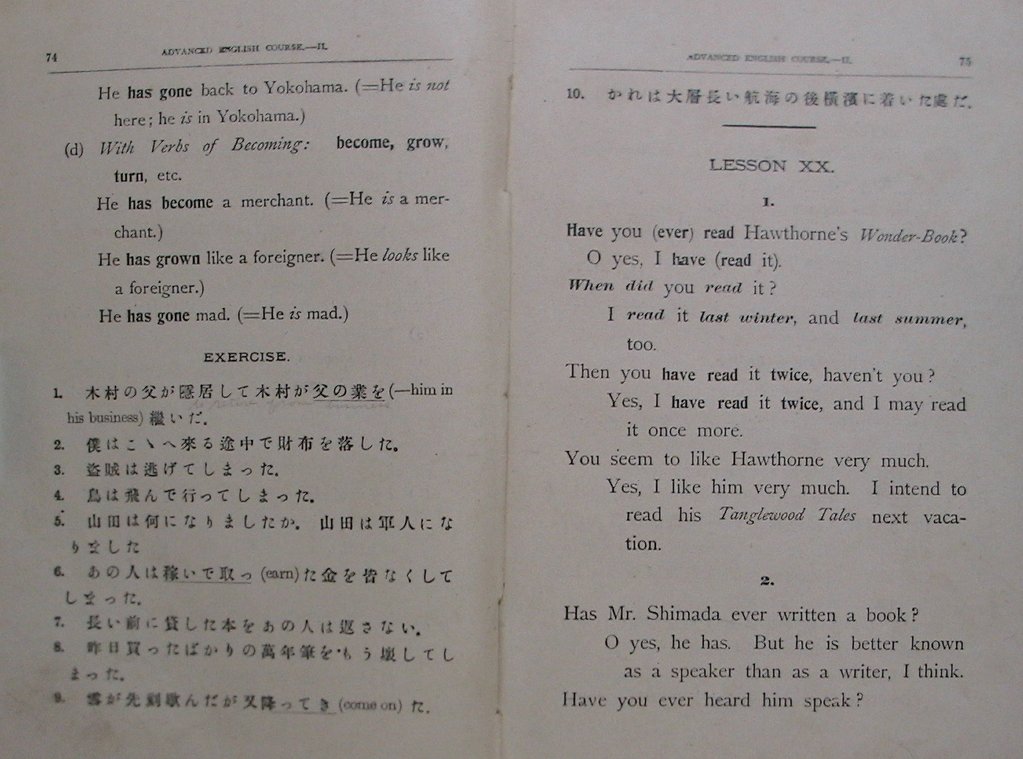 74
ADVANCED ENGLISH COURSE.—II.
He has gone back to Yokohama. (=He is not
here; he is in Yokohama.)
(d) With Verbs of Becoming: become, grow,
turn, etc.
He has become a merchant. (=He is a mer-
chant.)
He has grown like a foreigner. (=He looks like
a foreigner.)
He has gone mad. (=He is mad.)
EXERCISE.
1. 木村の父が隱居して木村が父の業を (—him in
his business) 繼いだ。
2. 僕はこゝへ來る途中で財布を落した。
3. 盜賊は逃げてしまった。
4. 鳥は飛んで行ってしまった。
5. 山田は何になりましたか。 山田は軍人にな
りました
6. あの人は稼いで取っ (earn) た金を皆なくして
しまった。
7. 長い前に貸した本をあの人は返さない。
8. 昨日買ったばかりの萬年筆をもう壞してし
まった。
9. 雪が先刻歇んだが又降ってき (come on) た。
ADVANCED ENGLISH COURSE.—II.
75
10. かれは大層長い航海の後橫濱に着いた處だ。
LESSON XX.
1.
Have you (ever) read Hawthorne's Wonder-Book?
O yes, I have (read it).
When did you read it?
I read it last winter, and last summer,
too.
Then you have read it twice, haven't you?
Yes, I have read it twice, and I may read
it once more.
You seem to like Hawthorne very much.
Yes, I like him very much. I intend to
read his Tanglewood Tales next vaca-
tion.
2.
Has Mr. Shimada ever written a book?
O yes, he has. But he is better known
as a speaker than as a writer, I think.
Have you ever heard him speak?